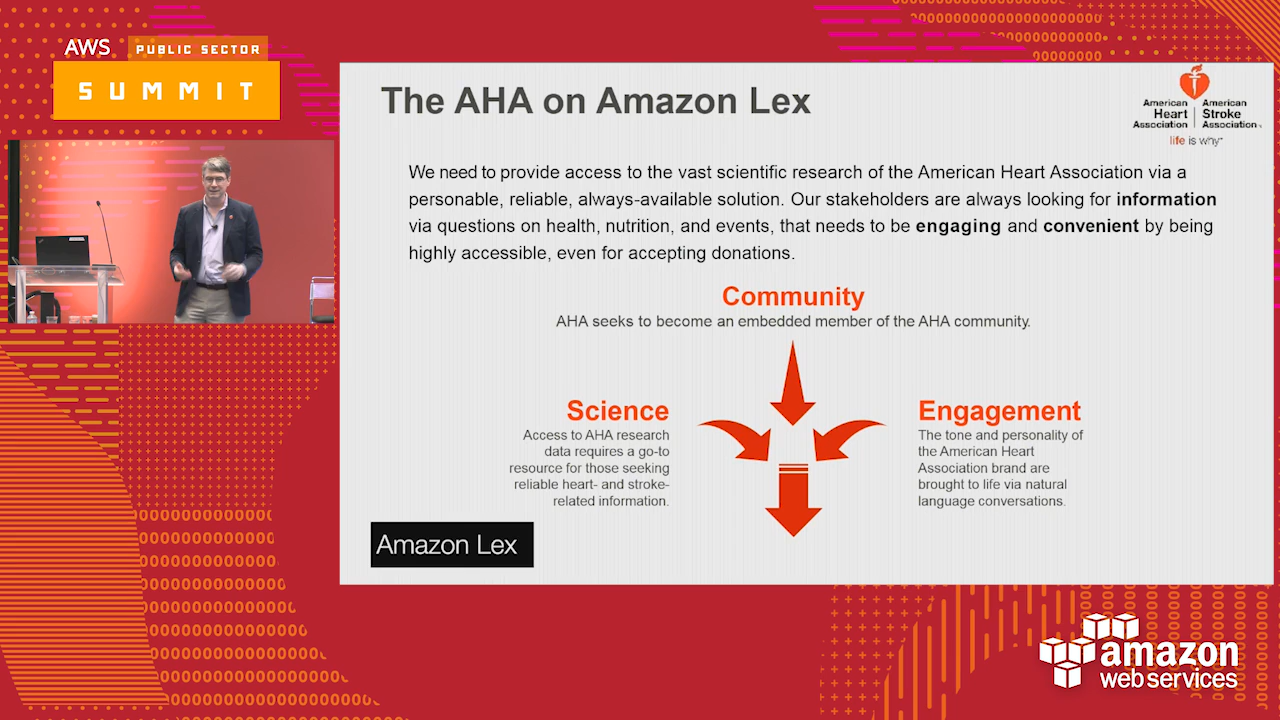 AWS PUBLIC SECTOR
SUMMIT
The AHA on Amazon Lex
American Heart Association
American Stroke Association
life is why™
We need to provide access to the vast scientific research of the American Heart Association via a
personable, reliable, always-available solution. Our stakeholders are always looking for information
via questions on health, nutrition, and events, that needs to be engaging and convenient by being
highly accessible, even for accepting donations.
Community
AHA seeks to become an embedded member of the AHA community.
Science
Access to AHA research
data requires a go-to
resource for those seeking
reliable heart- and stroke-
related information.
Engagement
The tone and personality of
the American Heart
Association brand are
brought to life via natural
language conversations.
Amazon Lex
amazon
web services